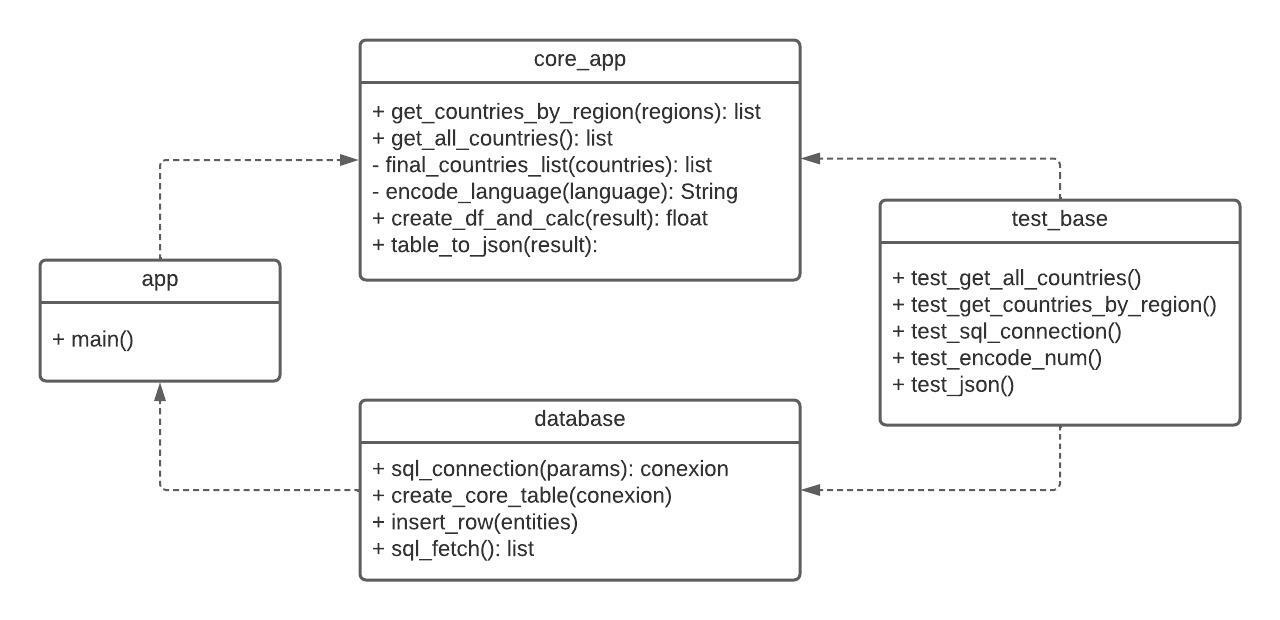 core_app
+ get_countries_by_region(regions): list
+ get_all_countries(): list
- final_countries_list(countries): list
- encode_language(language): String
+ create_df_and_calc(result): float
+ table_to_json(result):
app
+ main()
database
+ sql_connection(params): conexion
+ create_core_table(conexion)
+ insert_row(entities)
+ sql_fetch(): list
test_base
+ test_get_all_countries()
+ test_get_countries_by_region()
+ test_sql_connection()
+ test_encode_num()
+ test_json()